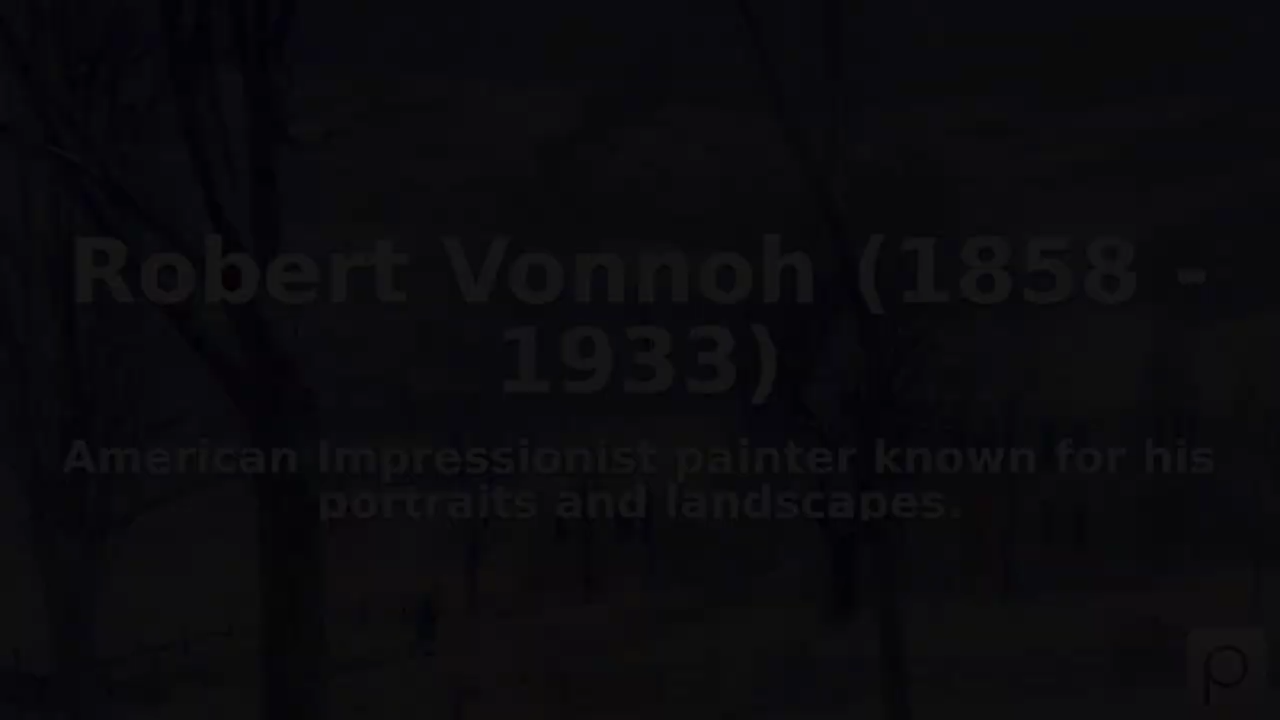 Robert Vonnoh (1858 -
1933)
American Impressionist painter known for his
portraits and landscapes.
p